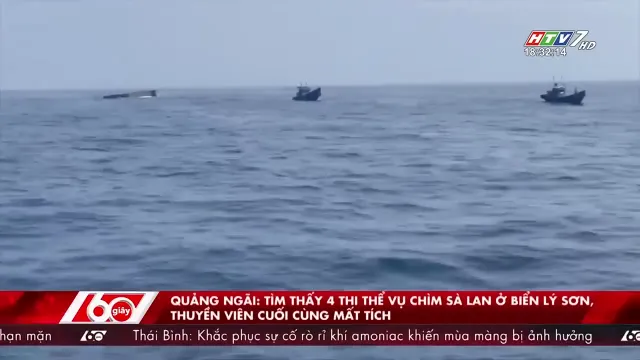 HTV7 HD
18:32:14
60 giây
QUẢNG NGÃI: TÌM THẤY 4 THI THỂ VỤ CHÌM SÀ LAN Ở BIỂN LÝ SƠN,
THUYỀN VIÊN CUỐI CÙNG MẤT TÍCH
hạn mặn 60 Thái Bình: Khắc phục sự cố rò rỉ khí amoniac khiến mùa màng bị ảnh hưởng 60